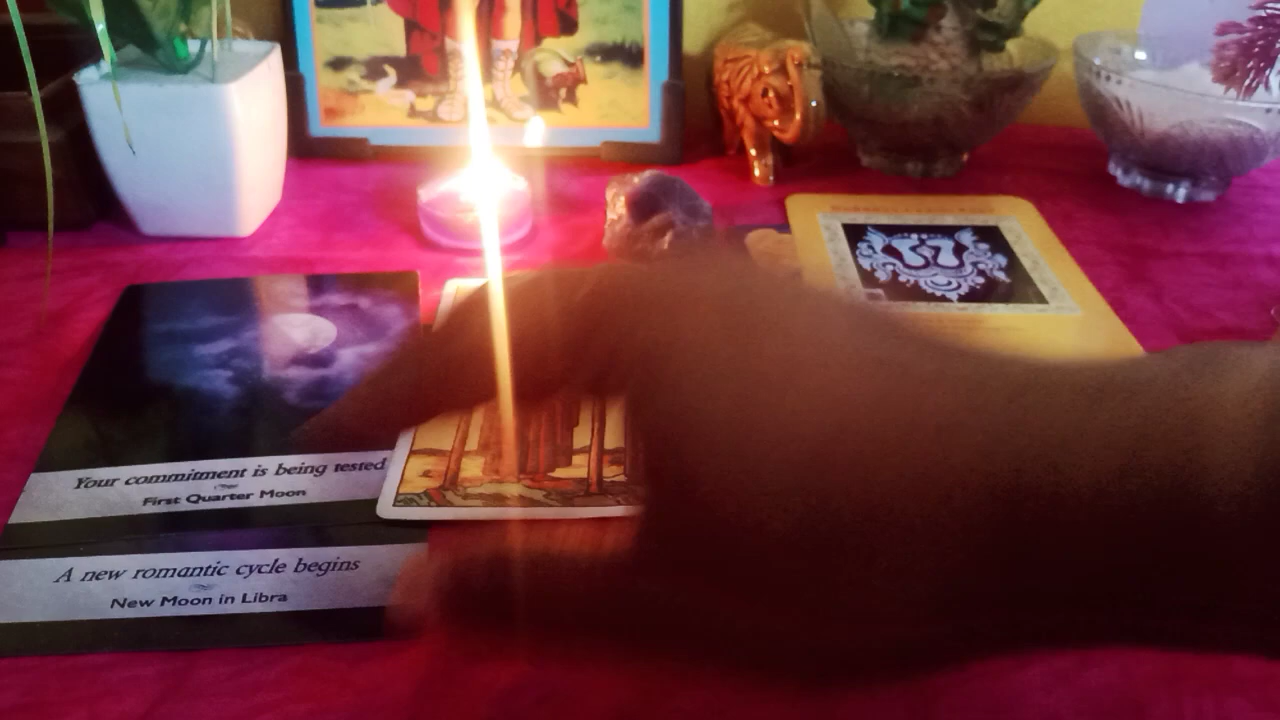 Your commitment is being tested
First Quarter Moon
A new romantic cycle begins
New Moon in Libra